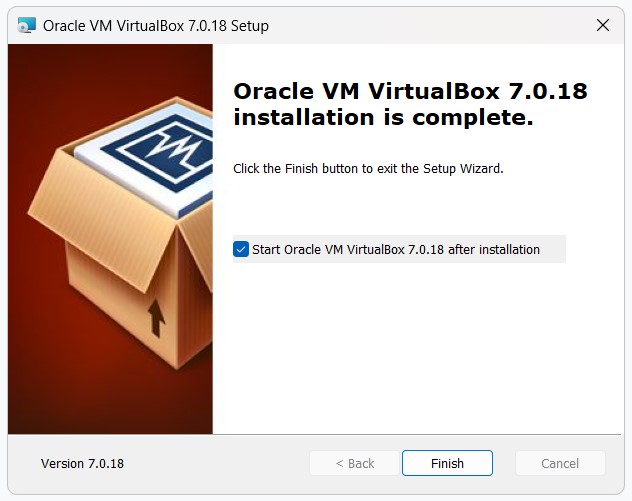 Oracle VM VirtualBox 7.0.18 Setup
Oracle VM VirtualBox 7.0.18
installation is complete.
Click the Finish button to exit the Setup Wizard.
Start Oracle VM VirtualBox 7.0.18 after installation
Version 7.0.18
< Back
Finish
Cancel